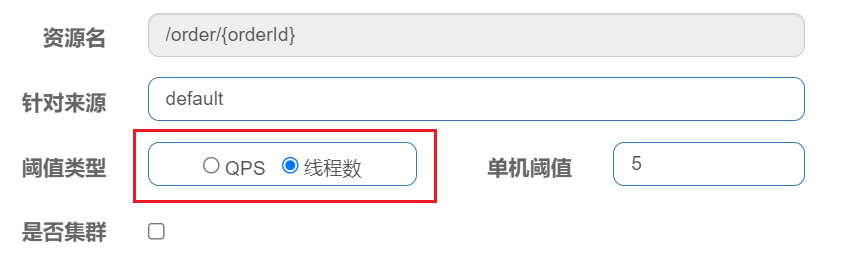 资源名 /order/{orderId}
针对来源 default
阈值类型 QPS 线程数 单机阈值 5
是否集群